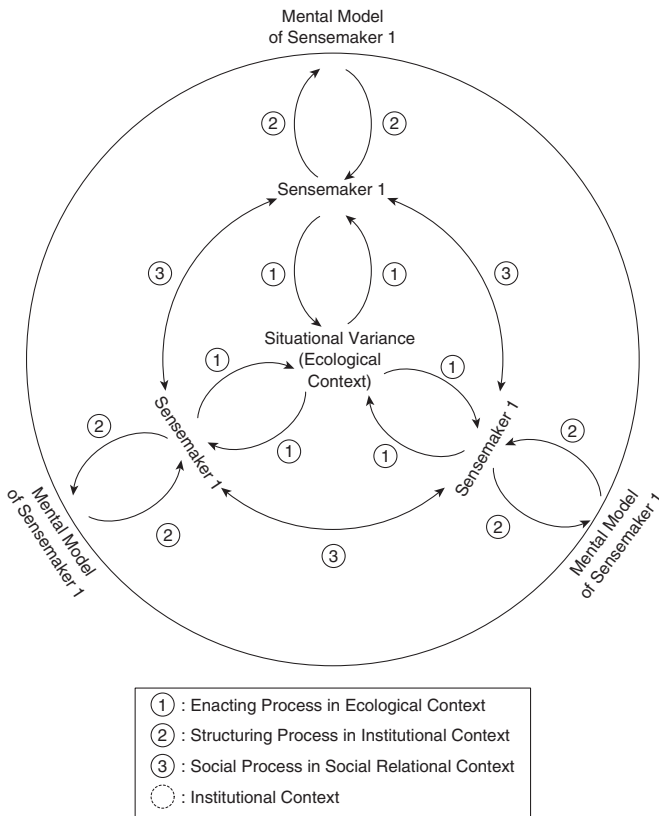 Mental Model
of Sensemaker 1
2
2
Sensemaker 1
3
3
1
1
Situational Variance
(Ecological
Context)
1
1
1
1
Sensemaker 1
Sensemaker 1
2
2
2
2
Mental Model
of Sensemaker 1
Mental Model
of Sensemaker 1
3
1 : Enacting Process in Ecological Context
2 : Structuring Process in Institutional Context
3 : Social Process in Social Relational Context
: Institutional Context